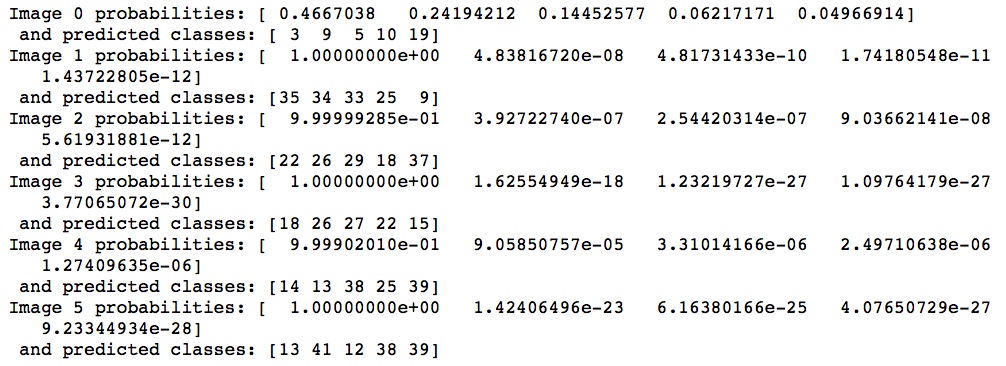 Image 0 probabilities: [ 0.4667038   0.24194212  0.14452577  0.06217171  0.04966914]
 and predicted classes: [ 3  9  5 10 19]
Image 1 probabilities: [  1.00000000e+00   4.83816720e-08   4.81731433e-10   1.74180548e-11
   1.43722805e-12]
 and predicted classes: [35 34 33 25  9]
Image 2 probabilities: [  9.99999285e-01   3.92722740e-07   2.54420314e-07   9.03662141e-08
   5.61931881e-12]
 and predicted classes: [22 26 29 18 37]
Image 3 probabilities: [  1.00000000e+00   1.62554949e-18   1.23219727e-27   1.09764179e-27
   3.77065072e-30]
 and predicted classes: [18 26 27 22 15]
Image 4 probabilities: [  9.99902010e-01   9.05850757e-05   3.31014166e-06   2.49710638e-06
   1.27409635e-06]
 and predicted classes: [14 13 38 25 39]
Image 5 probabilities: [  1.00000000e+00   1.42406496e-23   6.16380166e-25   4.07650729e-27
   9.23344934e-28]
 and predicted classes: [13 41 12 38 39]